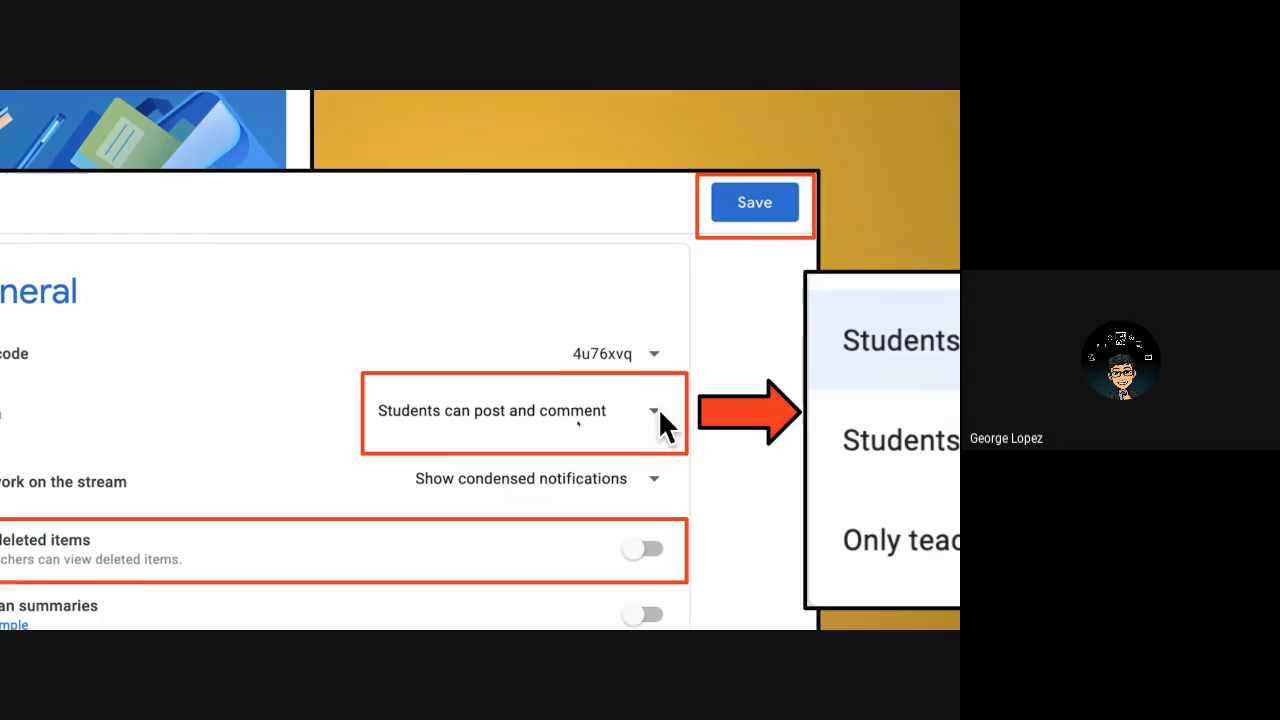 Save
neral
code
4u76xvq
Students can post and comment
ork on the stream
Show condensed notifications
deleted items
chers can view deleted items.
an summaries
mple
Students
Students
Only teac
George Lopez